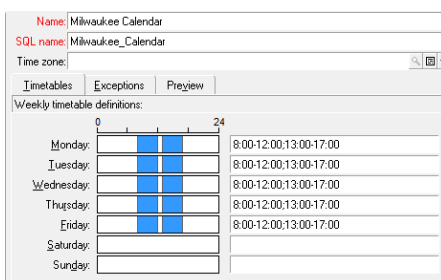 Name: Milwaukee Calendar
SQL name: Milwaukee_Calendar
Time zone:
Timetables Exceptions Preview
Weekly timetable definitions:
0 24
Monday: 8:00-12:00;13:00-17:00
Tuesday: 8:00-12:00;13:00-17:00
Wednesday: 8:00-12:00;13:00-17:00
Thursday: 8:00-12:00;13:00-17:00
Friday: 8:00-12:00;13:00-17:00
Saturday:
Sunday: